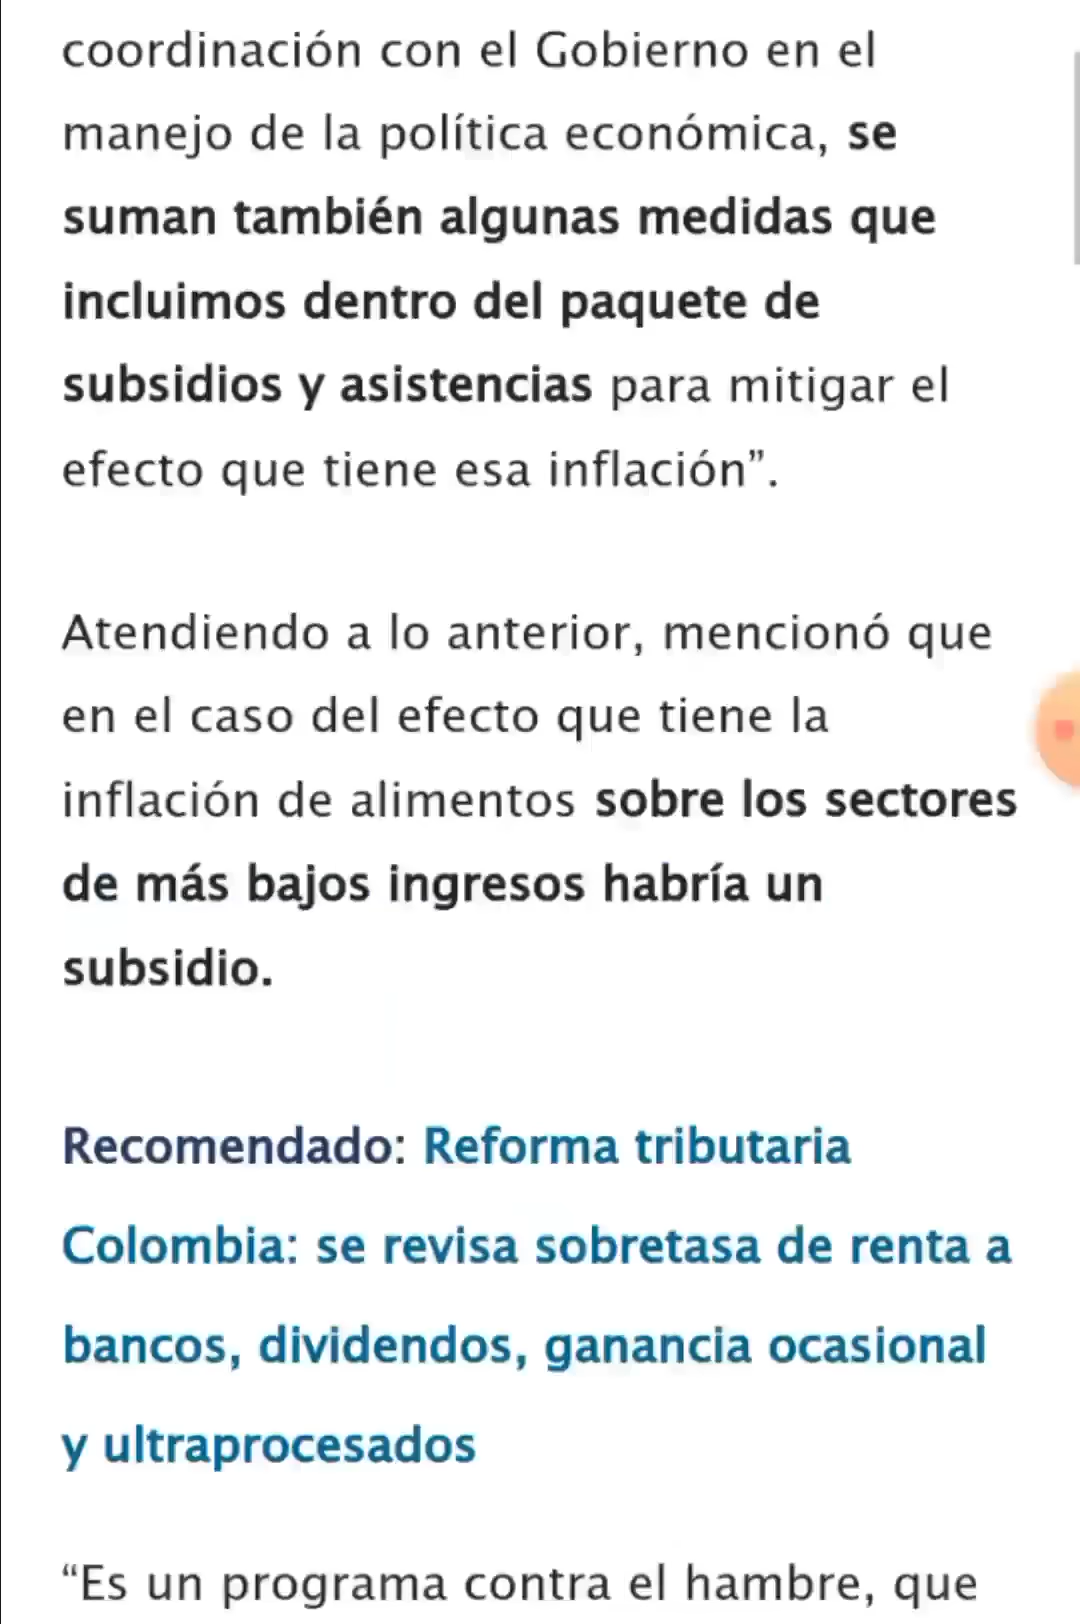 coordinación con el Gobierno en el
manejo de la política económica, se
suman también algunas medidas que
incluimos dentro del paquete de
subsidios y asistencias para mitigar el
efecto que tiene esa inflación”.
Atendiendo a lo anterior, mencionó que
en el caso del efecto que tiene la
inflación de alimentos sobre los sectores
de más bajos ingresos habría un
subsidio.
Recomendado: Reforma tributaria
Colombia: se revisa sobretasa de renta a
bancos, dividendos, ganancia ocasional
y ultraprocesados
“Es un programa contra el hambre, que